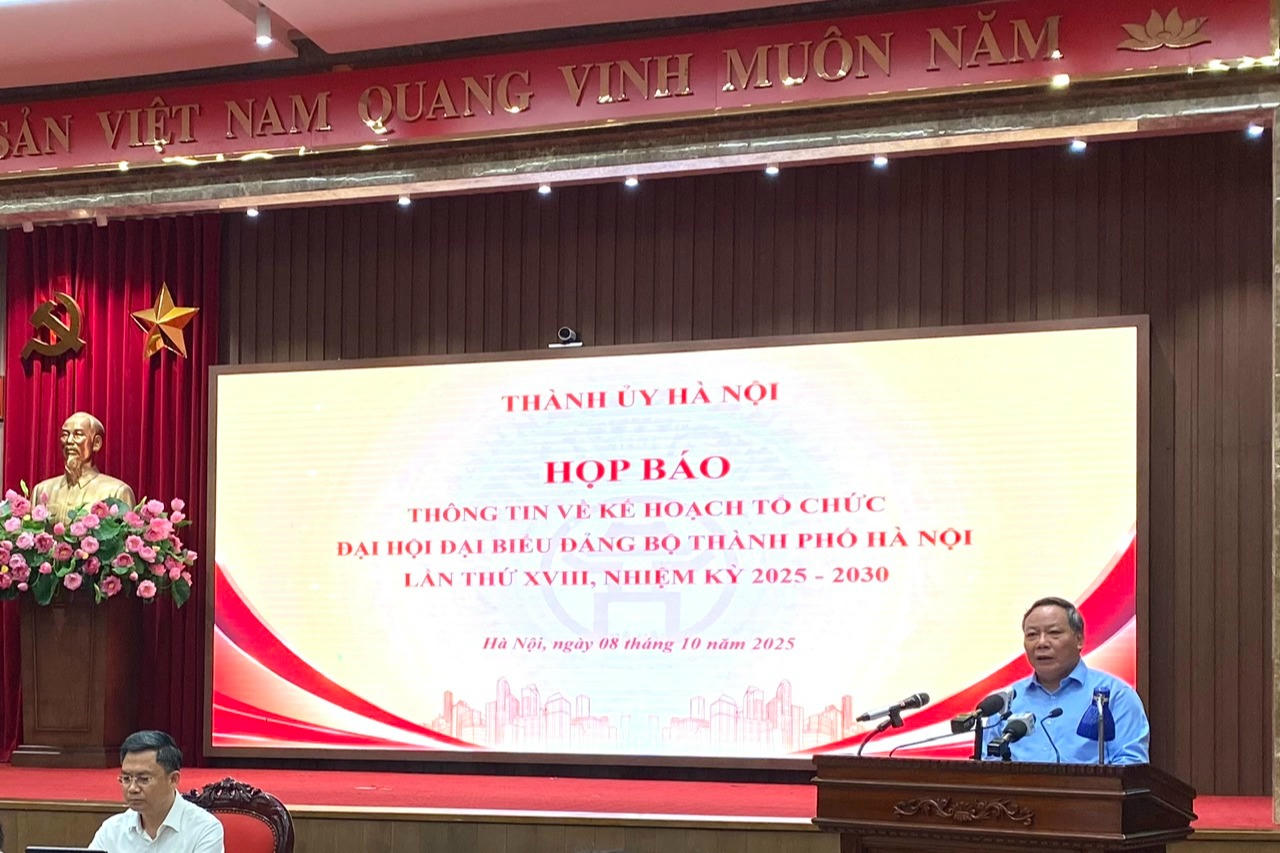 SẢN VIỆT NAM QUANG VINH MUÔN NĂM
THÀNH ỦY HÀ NỘI
HỌP BÁO
THÔNG TIN VỀ KẾ HOẠCH TỔ CHỨC
ĐẠI HỘI ĐẠI BIỂU ĐẢNG BỘ THÀNH PHỐ HÀ NỘI
LẦN THỨ XVIII, NHIỆM KỲ 2025 - 2030
Hà Nội, ngày 08 tháng 10 năm 2025